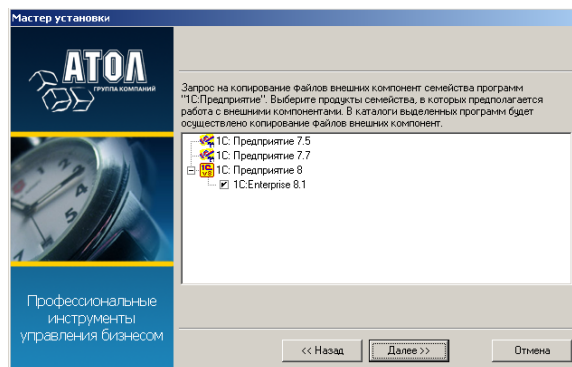 Мастер установки
АТОЛ
ГРУППА КОМПАНИЙ
Запрос на копирование файлов внешних компонент семейства программ
"1С:Предприятие". Выберите продукты семейства, в которых предполагается
работа с внешними компонентами. В каталоги выделенных программ будет
осуществлено копирование файлов внешних компонент.
1С: Предприятие 7.5
1С: Предприятие 7.7
1С: Предприятие 8
1C:Enterprise 8.1
Профессиональные
инструменты
управления бизнесом
<< Назад
Далее >>
Отмена